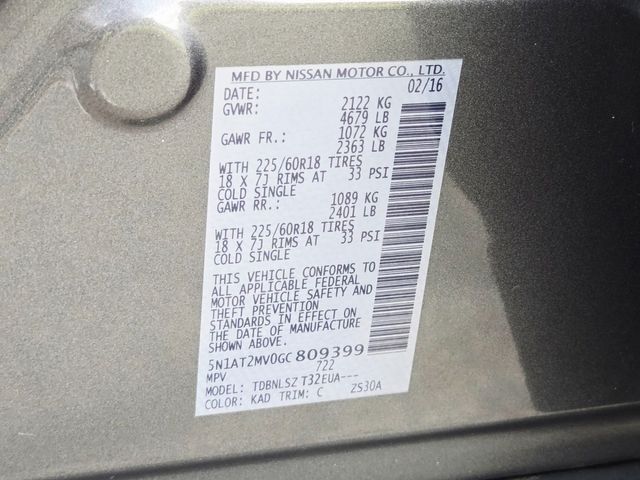 MFD BY NISSAN MOTOR CO., LTD.
DATE: 02/16
GVWR: 2122 KG
4679 LB
GAWR FR.: 1072 KG
2363 LB
WITH 225/60R18 TIRES
18 X 7J RIMS AT 33 PSI
COLD SINGLE
GAWR RR.: 1089 KG
2401 LB
WITH 225/60R18 TIRES
18 X 7J RIMS AT 33 PSI
COLD SINGLE
THIS VEHICLE CONFORMS TO
ALL APPLICABLE FEDERAL
MOTOR VEHICLE SAFETY AND
THEFT PREVENTION
STANDARDS IN EFFECT ON
THE DATE OF MANUFACTURE
SHOWN ABOVE.
5N1AT2MV0GC809399
MPV 722
MODEL: TDBNLSZ T32EUA---
COLOR: KAD TRIM: C ZS30A